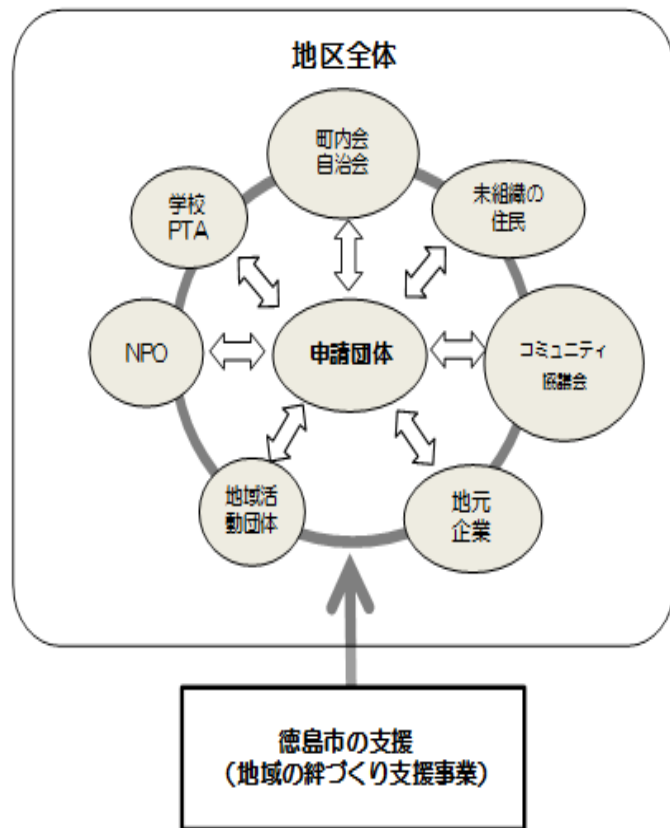 地区全体
町内会
自治会
学校
PTA
未組織の
住民
NPO
申請団体
コミュニティ
協議会
地域活
動団体
地元
企業
徳島市の支援
（地域の絆づくり支援事業）